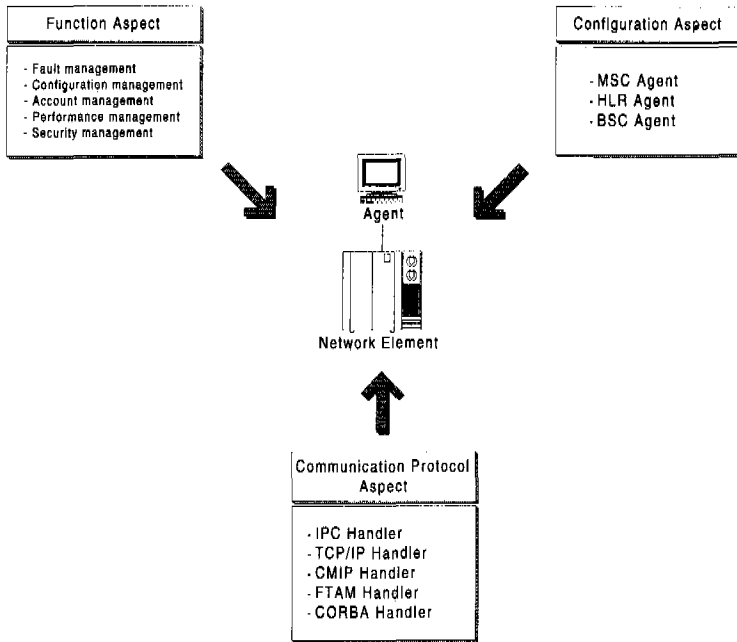 Function Aspect
- Fault management
- Configuration management
- Account management
- Performance management
- Security management
Configuration Aspect
- MSC Agent
- HLR Agent
- BSC Agent
Agent
Network Element
Communication Protocol
Aspect
- IPC Handler
- TCP/IP Handler
- CMIP Handler
- FTAM Handler
- CORBA Handler